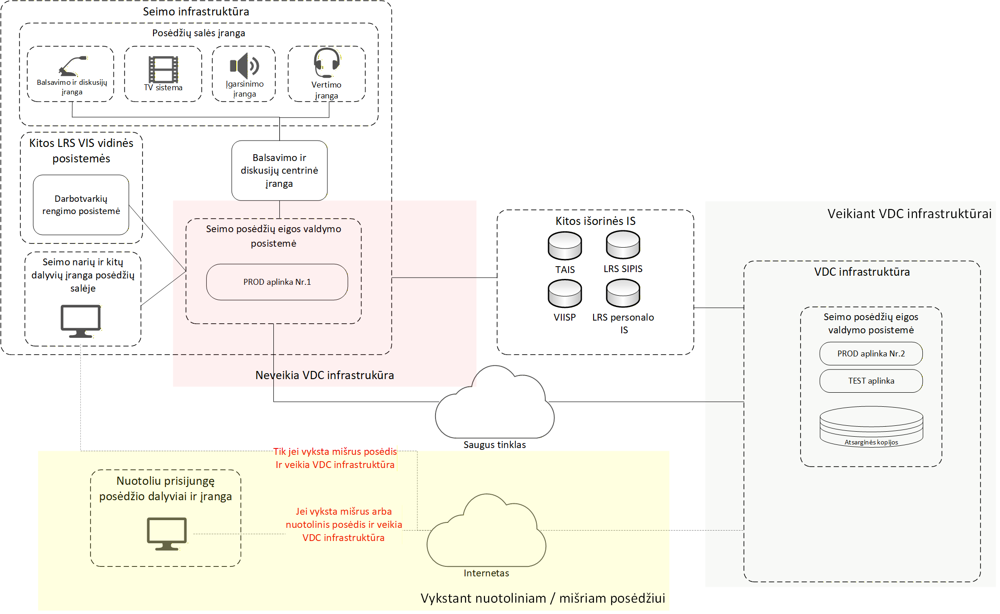 Seimo infrastruktūra
Posėdžių salės įranga
Balsavimo ir diskusijų
įranga
TV sistema
Įgarsinimo
įranga
Vertimo
įranga
Kitos LRS VIS vidinės
posistemės
Darbotvarkių
rengimo posistemė
Balsavimo ir
diskusijų centrinė
įranga
Seimo narių ir kitų
dalyvių įranga posėdžių
salėje
Seimo posėdžių eigos valdymo
posistemė
PROD aplinka Nr.1
Neveikia VDC infrastrukūra
Kitos išorinės IS
TAIS
LRS SIPIS
VIISP
LRS personalo
IS
Veikiant VDC infrastruktūrai
VDC infrastruktūra
Seimo posėdžių eigos
valdymo posistemė
PROD aplinka Nr.2
TEST aplinka
Atsarginės kopijos
Saugus tinklas
Tik jei vyksta mišrus posėdis
Ir veikia VDC infrastruktūra
Nuotoliu prisijungę
posėdžio dalyviai ir įranga
Jei vyksta mišrus arba
nuotolinis posėdis ir veikia
VDC infrastruktūra
Internetas
Vykstant nuotoliniam / mišriam posėdžiui